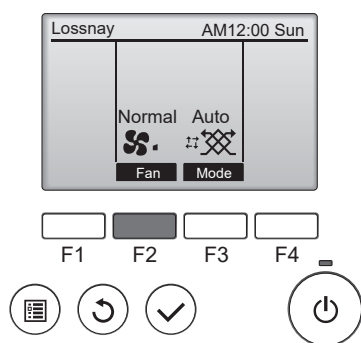 Lossnay AM12:00 Sun
Normal Auto
Fan Mode
F1 F2 F3 F4